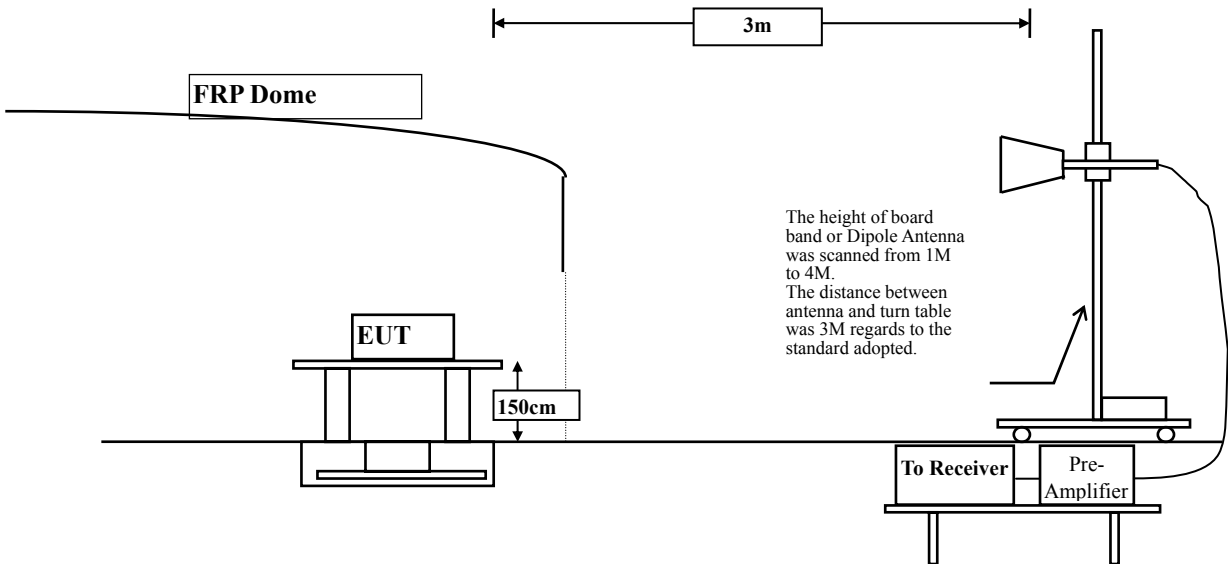 3m
FRP Dome
The height of board
band or Dipole Antenna
was scanned from 1M
to 4M.
The distance between
antenna and turn table
was 3M regards to the
standard adopted.
EUT
150cm
To Receiver
Pre-
Amplifier